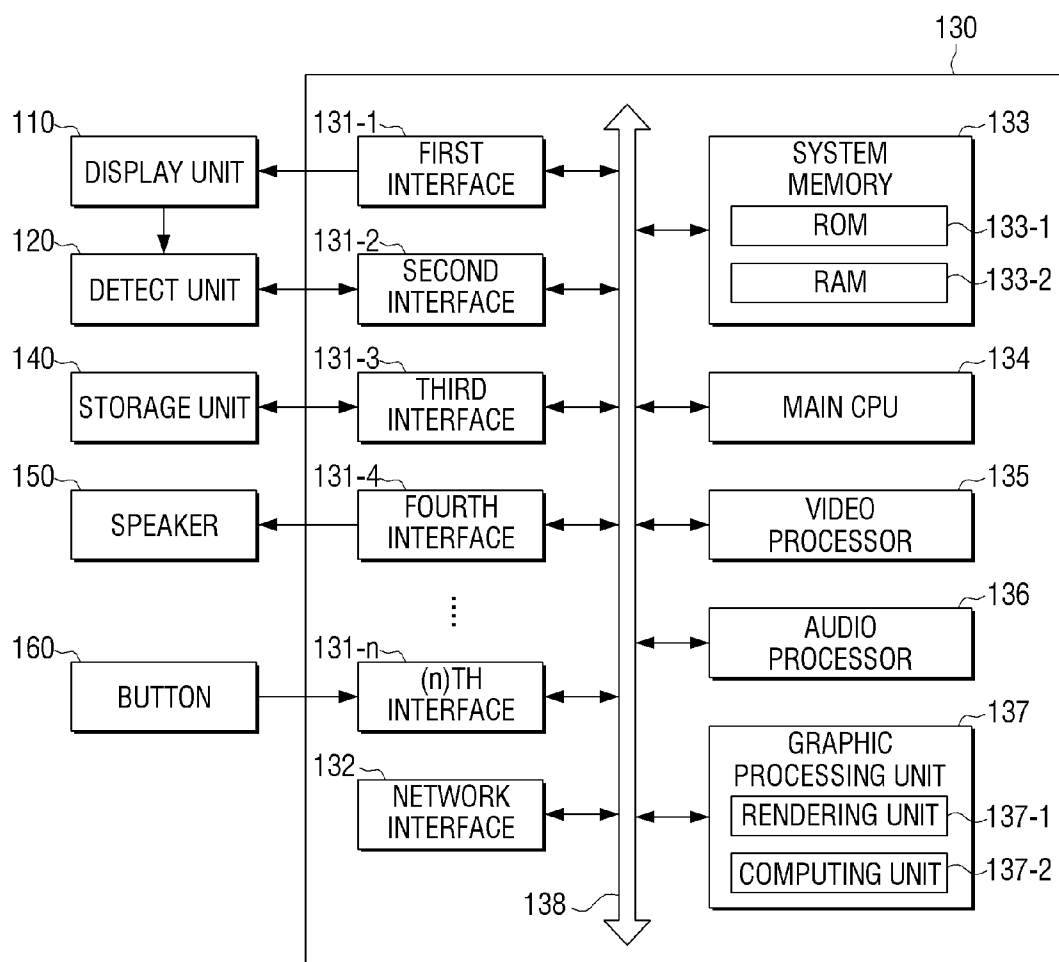 130
110
DISPLAY UNIT
131-1
FIRST
INTERFACE
133
SYSTEM
MEMORY
ROM
133-1
RAM
133-2
120
DETECT UNIT
131-2
SECOND
INTERFACE
140
STORAGE UNIT
131-3
THIRD
INTERFACE
134
MAIN CPU
150
SPEAKER
131-4
FOURTH
INTERFACE
135
VIDEO
PROCESSOR
136
AUDIO
PROCESSOR
160
BUTTON
131-n
(n)TH
INTERFACE
137
GRAPHIC
PROCESSING UNIT
RENDERING UNIT
137-1
COMPUTING UNIT
137-2
132
NETWORK
INTERFACE
138